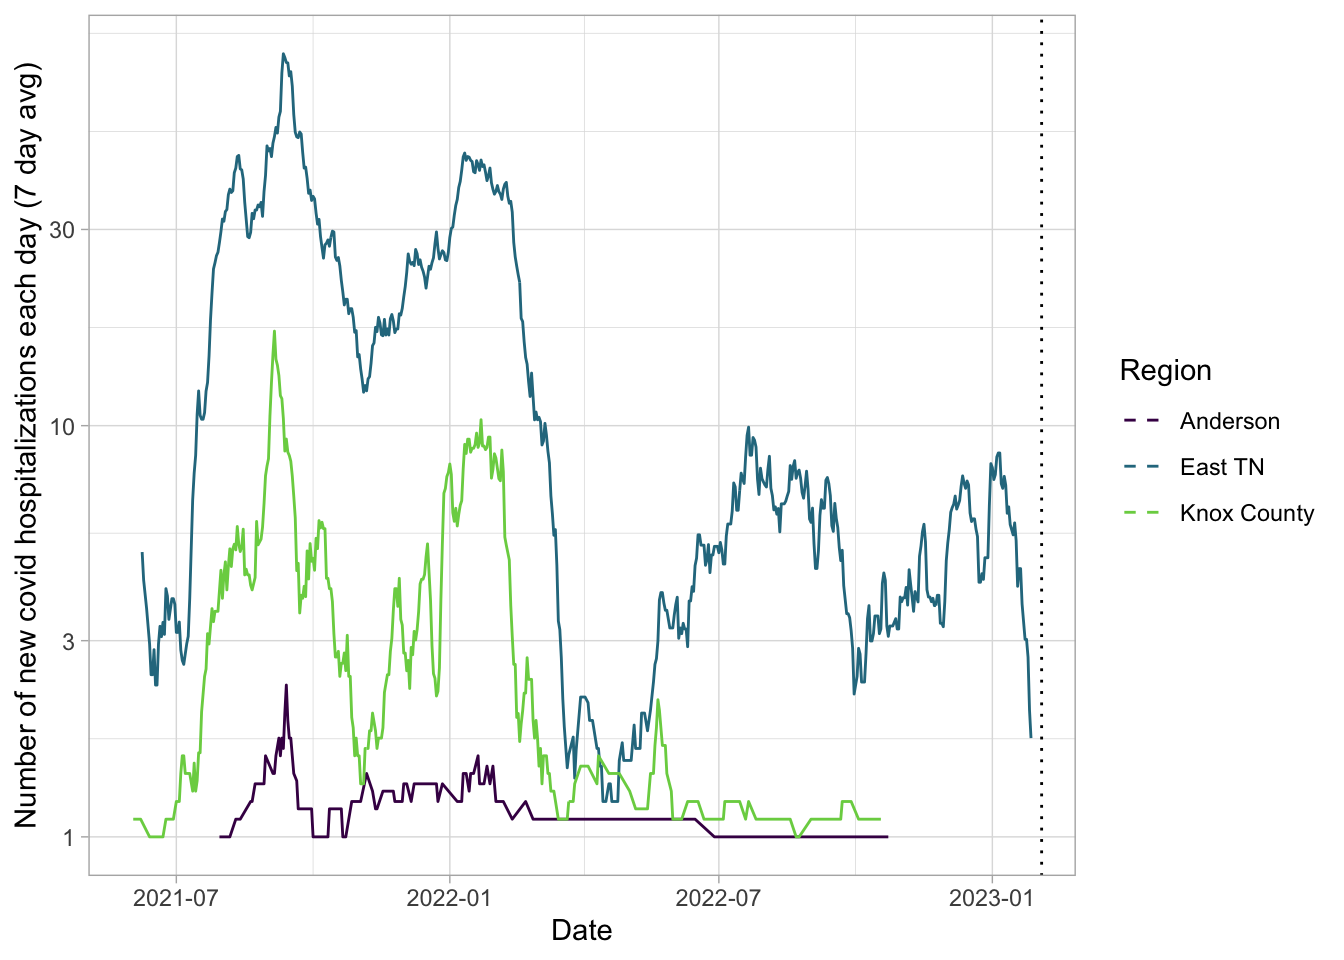 Number of new covid hospitalizations each day (7 day avg)
30
10
3
1
2021-07
2022-01
2022-07
2023-01
Date
Region
Anderson
East TN
Knox County